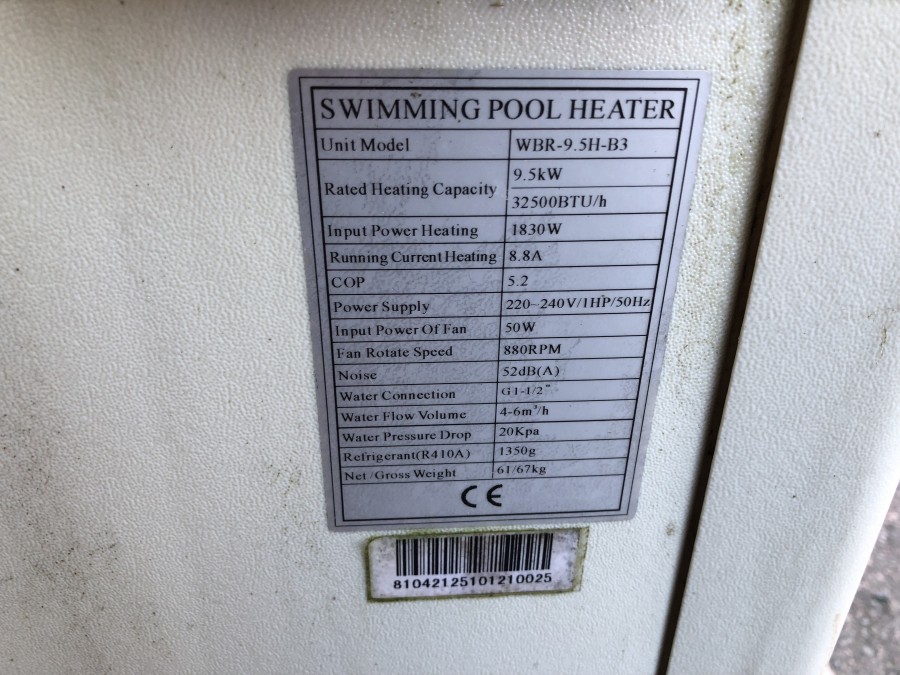 SWIMMING POOL HEATER
Unit Model WBR-9.5H-B3
Rated Heating Capacity 9.5kW
32500BTU/h
Input Power Heating 1830W
Running Current Heating 8.8A
COP 5.2
Power Supply 220~240V/1HP/50Hz
Input Power Of Fan 50W
Fan Rotate Speed 880RPM
Noise 52dB(A)
Water Connection G1-1/2"
Water Flow Volume 4-6m³/h
Water Pressure Drop 20Kpa
Refrigerant(R410A) 1350g
Net /Gross Weight 61/67kg
CE
81042125101210025